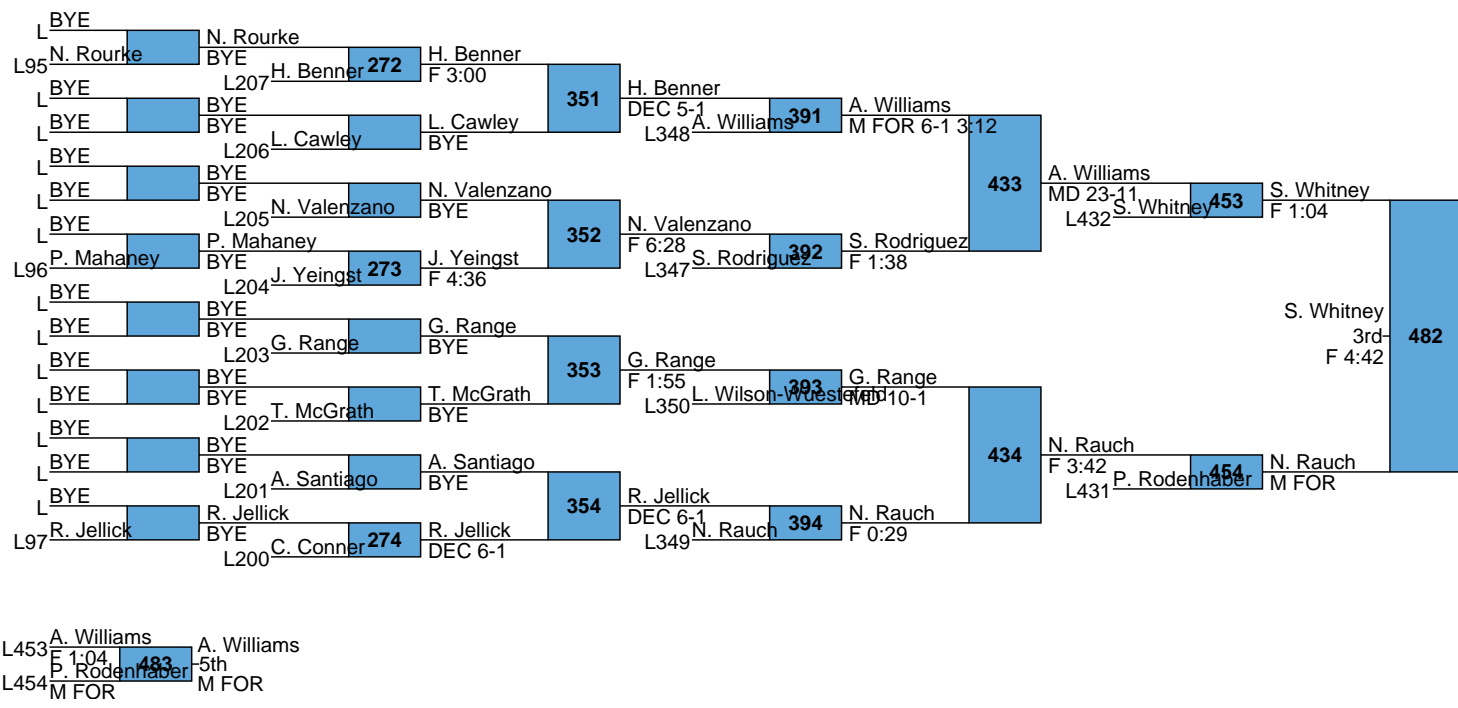 BYE
L
N. Rourke
L95
N. Rourke
BYE
H. Benner
L207
272
H. Benner
F 3:00
BYE
L
BYE
L
BYE
BYE
L. Cawley
L206
L. Cawley
BYE
351
H. Benner
DEC 5-1
A. Williams
L348
391
A. Williams
M FOR 6-1 3:12
BYE
L
BYE
L
BYE
BYE
N. Valenzano
L205
N. Valenzano
BYE
BYE
L
P. Mahaney
L96
P. Mahaney
BYE
J. Yeingst
L204
273
J. Yeingst
F 4:36
352
N. Valenzano
F 6:28
S. Rodriguez
L347
392
S. Rodriguez
F 1:38
433
A. Williams
MD 23-11
S. Whitney
L432
453
S. Whitney
F 1:04
BYE
L
BYE
L
BYE
BYE
G. Range
L203
G. Range
BYE
BYE
L
BYE
L
BYE
BYE
T. McGrath
L202
T. McGrath
BYE
353
G. Range
F 1:55
L. Wilson-Wuestefeld
L350
393
G. Range
MD 10-1
BYE
L
BYE
L
BYE
BYE
A. Santiago
L201
A. Santiago
BYE
BYE
L
R. Jellick
L97
R. Jellick
BYE
C. Conner
L200
274
R. Jellick
DEC 6-1
354
R. Jellick
DEC 6-1
N. Rauch
L349
394
N. Rauch
F 0:29
434
N. Rauch
F 3:42
P. Rodenhaber
L431
454
N. Rauch
M FOR
482
S. Whitney
3rd
F 4:42
A. Williams
L453
F 1:04
P. Rodenhaber
L454
M FOR
483
A. Williams
5th
M FOR